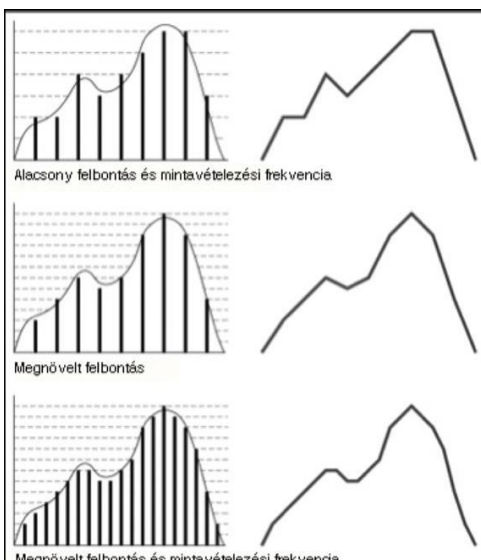 Alacsony felbontás és mintavételezési frekvencia
Megnövelt felbontás
Megnövelt felbontás és mintavételezési frekvencia